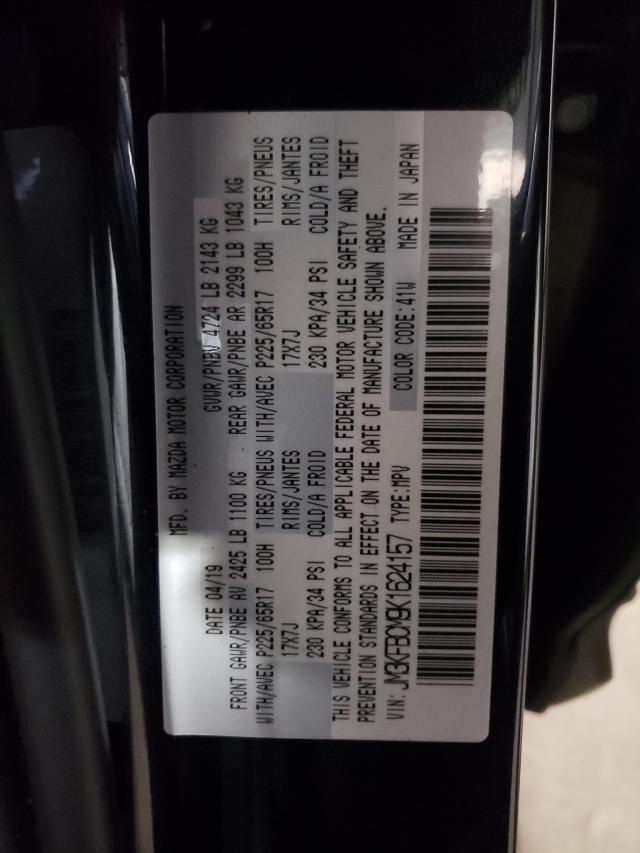 MFD. BY MAZDA MOTOR CORPORATION
DATE 04/19 GVWR/PNBV 4724 LB 2143 KG
FRONT GAWR/PNBE AV 2425 LB 1100 KG REAR GAWR/PNBE AR 2299 LB 1043 KG
WITH/AVEC P225/65R17 100H TIRES/PNEUS WITH/AVEC P225/65R17 100H TIRES/PNEUS
17X7J RIMS/JANTES 17X7J RIMS/JANTES
230 KPA/34 PSI COLD/A FROID 230 KPA/34 PSI COLD/A FROID
THIS VEHICLE CONFORMS TO ALL APPLICABLE FEDERAL MOTOR VEHICLE SAFETY AND THEFT
PREVENTION STANDARDS IN EFFECT ON THE DATE OF MANUFACTURE SHOWN ABOVE.
VIN: JM3KFBCM9K1624157 TYPE:MPV COLOR CODE:41W MADE IN JAPAN